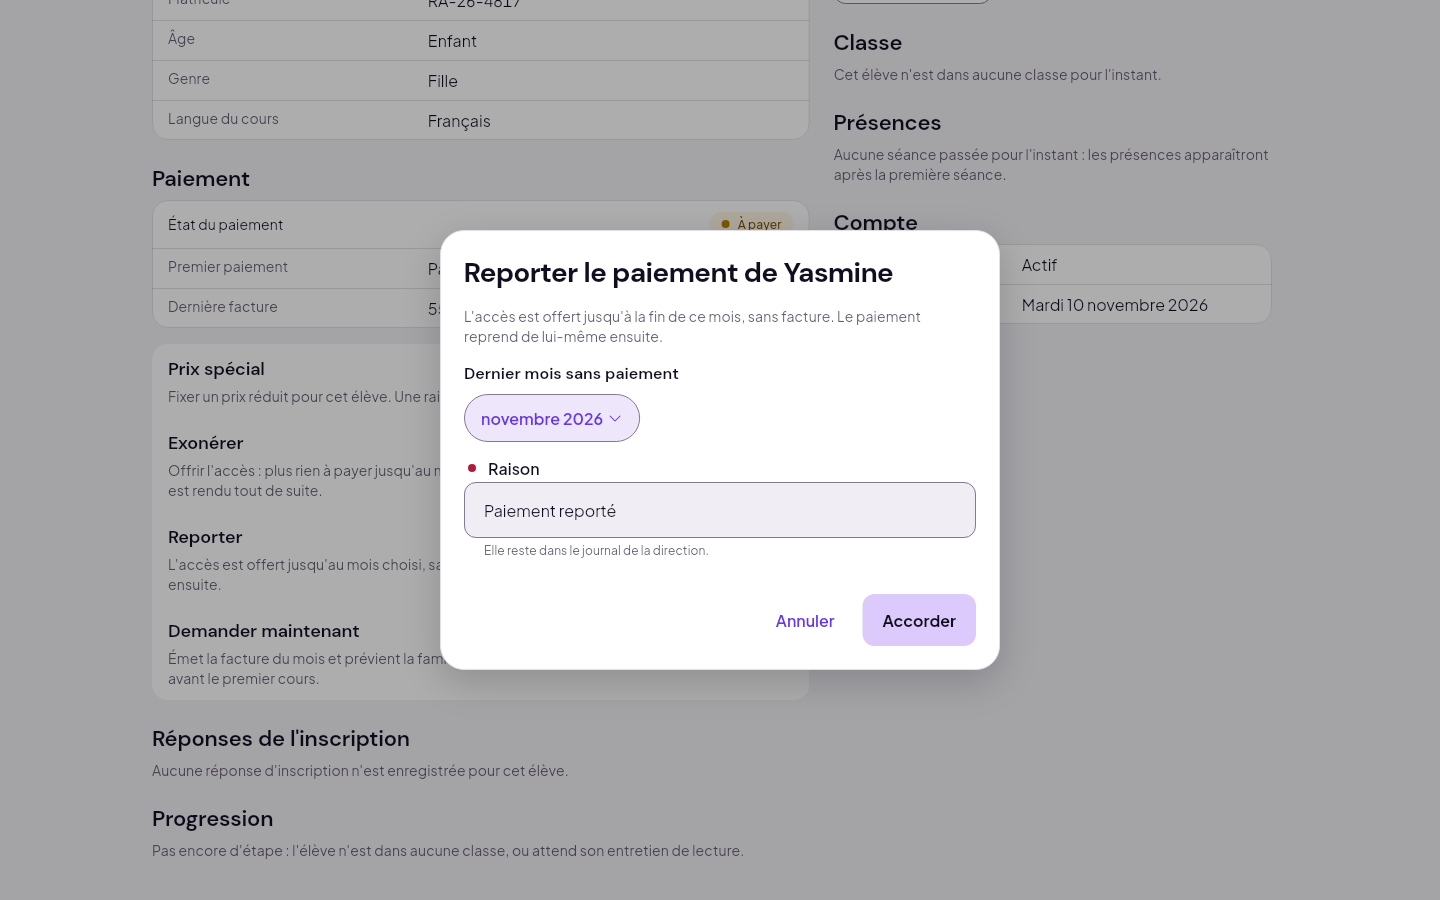 RA-26-4817
Âge
Enfant
Genre
Fille
Langue du cours
Français
Paiement
État du paiement
À payer
Premier paiement
Dernière facture
Prix spécial
Fixer un prix réduit pour cet élève. Une
Exonérer
Offrir l'accès : plus rien à payer jusqu'au
est rendu tout de suite.
Reporter
L'accès est offert jusqu'au mois choisi,
ensuite.
Demander maintenant
Émet la facture du mois et prévient la
avant le premier cours.
Réponses de l'inscription
Aucune réponse d'inscription n'est enregistrée pour cet élève.
Progression
Pas encore d'étape : l'élève n'est dans aucune classe, ou attend son entretien de lecture.
Classe
Cet élève n'est dans aucune classe pour l'instant.
Présences
Aucune séance passée pour l'instant : les présences apparaîtront
après la première séance.
Compte
Actif
Mardi 10 novembre 2026
Reporter le paiement de Yasmine
L'accès est offert jusqu'à la fin de ce mois, sans facture. Le paiement
reprend de lui-même ensuite.
Dernier mois sans paiement
novembre 2026
Raison
Paiement reporté
Elle reste dans le journal de la direction.
Annuler
Accorder